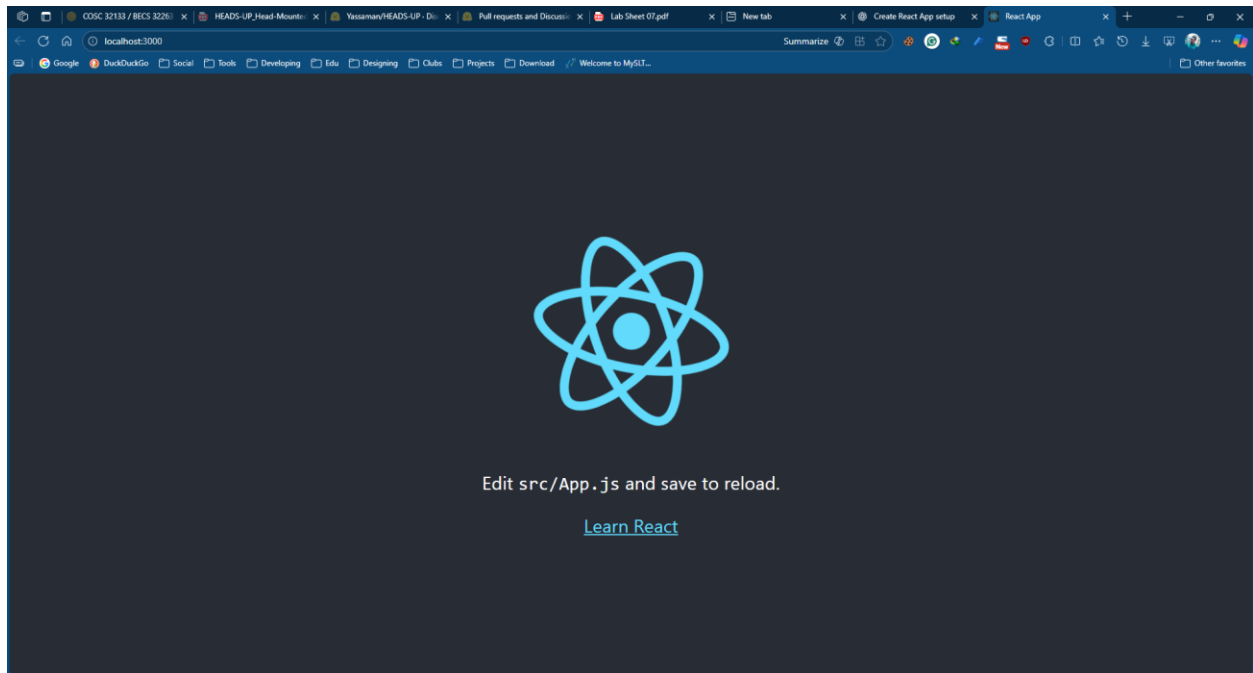 COSC 32133 / BECS 3226
HEADS-UP_Head-Mounte
Yassaman/HEADS-UP - Di
Pull requests and Discussi
Lab Sheet 07.pdf
New tab
Create React App setup
React App
localhost:3000
Summarize
Google
DuckDuckGo
Social
Tools
Developing
Edu
Designing
Clubs
Projects
Download
Welcome to MySLT...
Other favorites
Edit src/App.js and save to reload.
Learn React